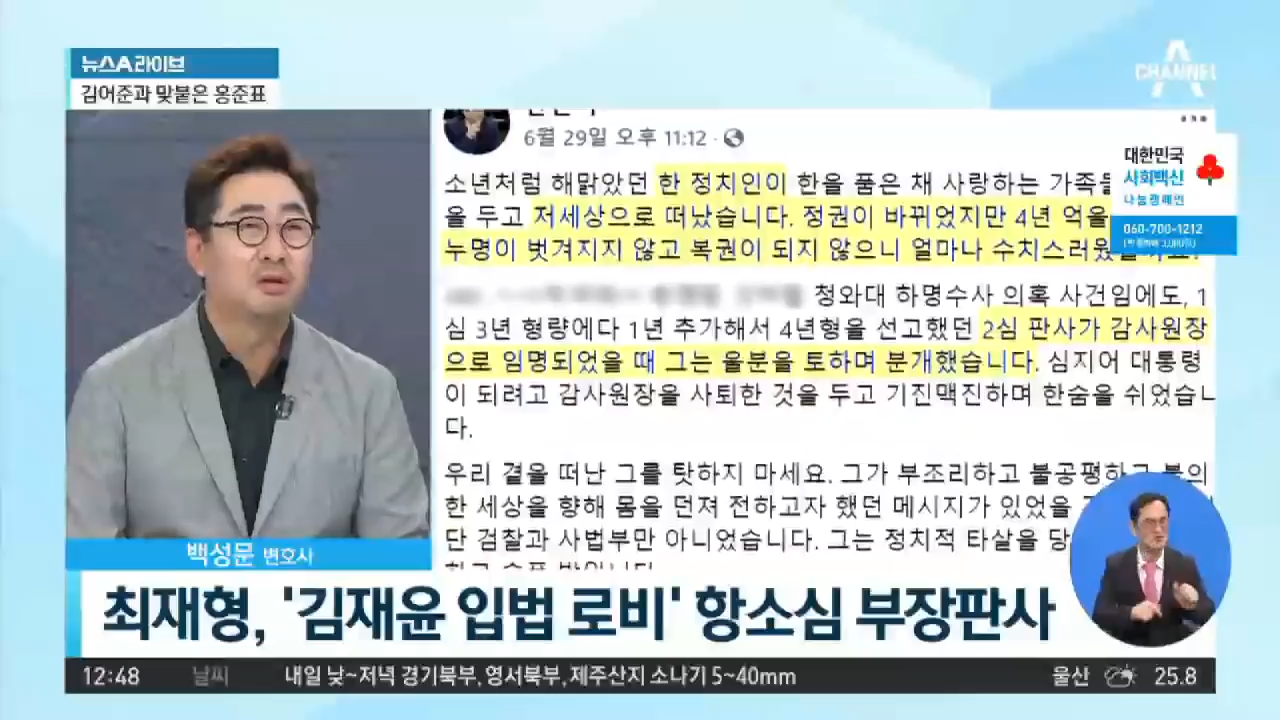 뉴스A라이브
김어준과 맞붙은 홍준표
CHANNEL A
6월 29일 오후 11:12
소년처럼 해맑았던 한 정치인이 한을 품은 채 사랑하는 가족들
을 두고 저세상으로 떠났습니다. 정권이 바뀌었지만 4년 억울
누명이 벗겨지지 않고 복권이 되지 않으니 얼마나
청와대 하명수사 의혹 사건임에도, 1
심 3년 형량에다 1년 추가해서 4년형을 선고했던 2심 판사가 감사원장
으로 임명되었을 때 그는 울분을 토하며 분개했습니다. 심지어 대통령
이 되려고 감사원장을 사퇴한 것을 두고 기진맥진하며 한숨을 쉬었습니
다.
우리 곁을 떠난 그를 탓하지 마세요. 그가 부조리하고 불공평하고 불의
한 세상을 향해 몸을 던져 전하고자 했던 메시지가 있었을
단 검찰과 사법부만 아니었습니다. 그는 정치적 타살을 당
대한민국
사회백신
나눔캠페인
060-700-1212
백성문 변호사
최재형, '김재윤 입법 로비' 항소심 부장판사
12:48 날씨 내일 낮~저녁 경기북부, 영서북부, 제주산지 소나기 5~40mm 울산 25.8